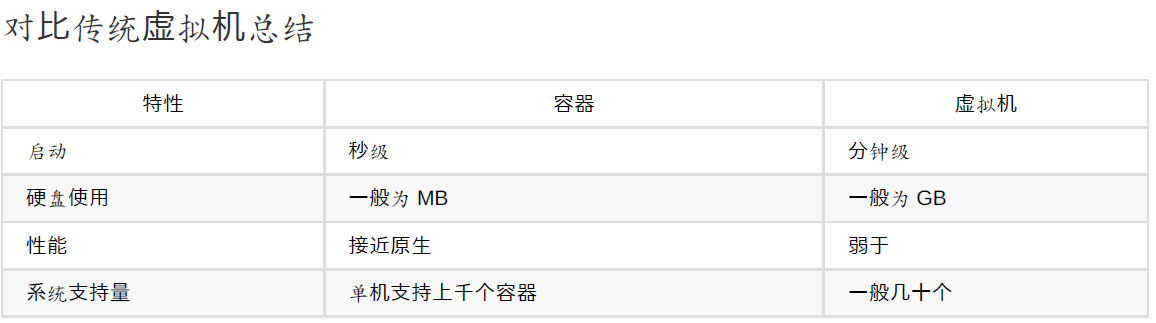 对比传统虚拟机总结
特性 容器 虚拟机
启动 秒级 分钟级
硬盘使用 一般为 MB 一般为 GB
性能 接近原生 弱于
系统支持量 单机支持上千个容器 一般几十个